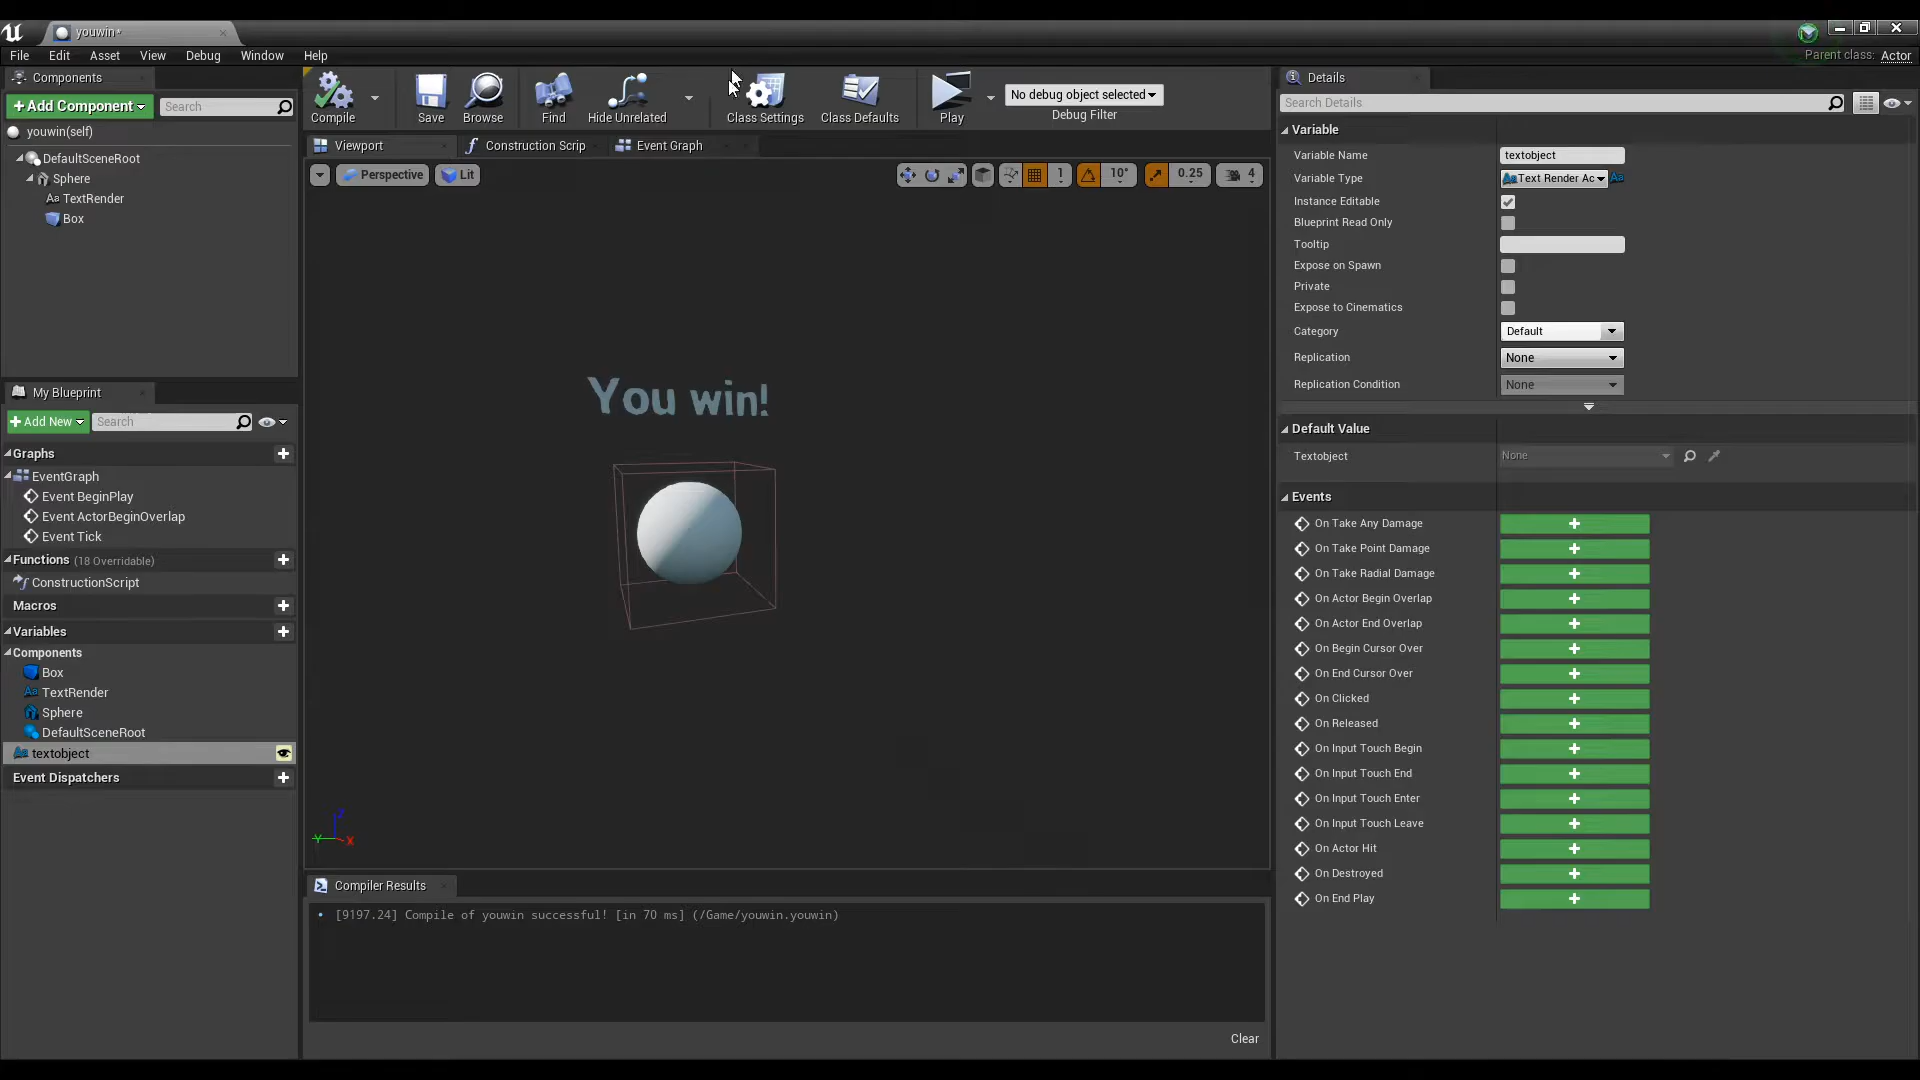 youwin*
File Edit Asset View Debug Window Help
Parent class: Actor
Components
+Add Component
Search
youwin(self)
DefaultSceneRoot
Sphere
TextRender
Box
My Blueprint
+Add New
Search
Graphs
EventGraph
Event BeginPlay
Event ActorBeginOverlap
Event Tick
Functions (18 Overridable)
ConstructionScript
Macros
Variables
Components
Box
TextRender
Sphere
DefaultSceneRoot
textobject
Event Dispatchers
Compile Save Browse Find Hide Unrelated Class Settings Class Defaults Play
No debug object selected
Debug Filter
Viewport Construction Scrip Event Graph
Perspective Lit
1 10° 0.25 4
You win!
Z
Y X
Compiler Results
• [9197.24] Compile of youwin successful! [in 70 ms] (/Game/youwin.youwin)
Clear
Details
Search Details
Variable
Variable Name textobject
Variable Type Text Render Ac
Instance Editable
Blueprint Read Only
Tooltip
Expose on Spawn
Private
Expose to Cinematics
Category Default
Replication None
Replication Condition None
Default Value
Textobject None
Events
On Take Any Damage
On Take Point Damage
On Take Radial Damage
On Actor Begin Overlap
On Actor End Overlap
On Begin Cursor Over
On End Cursor Over
On Clicked
On Released
On Input Touch Begin
On Input Touch End
On Input Touch Enter
On Input Touch Leave
On Actor Hit
On Destroyed
On End Play